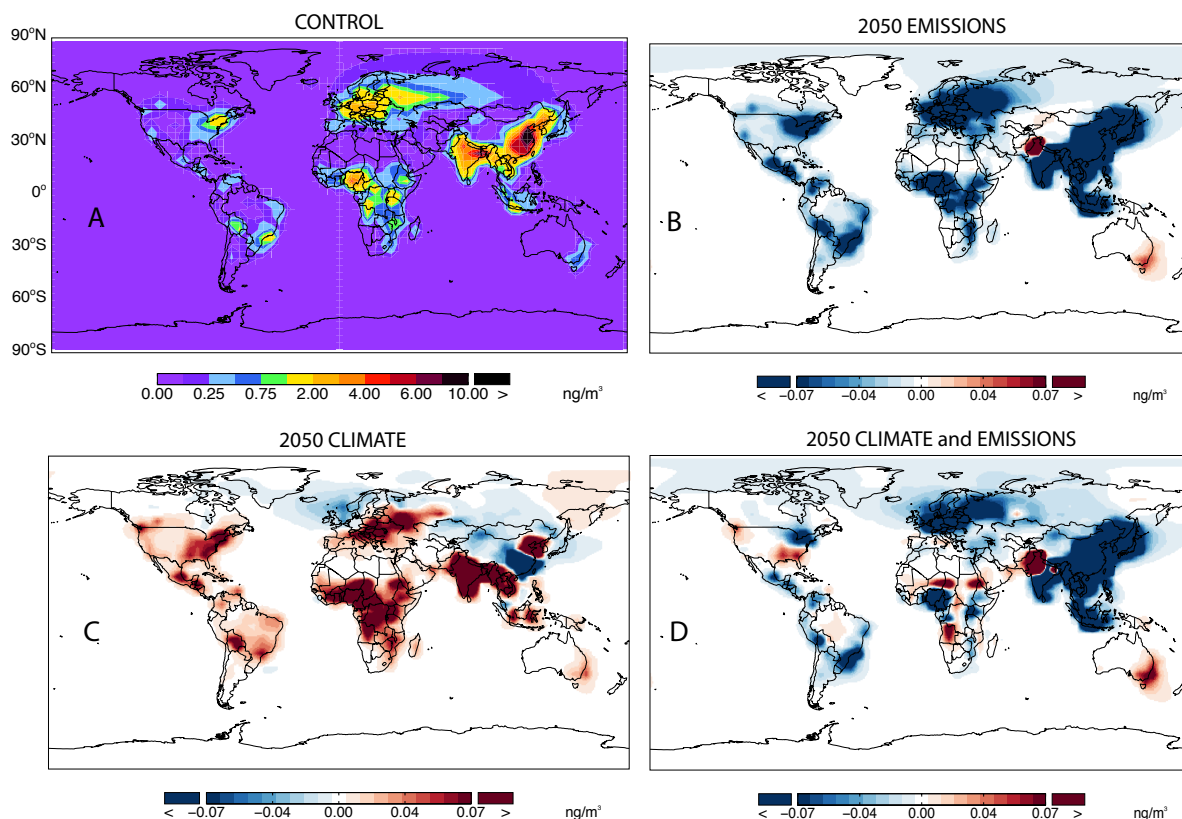 CONTROL
2050 EMISSIONS
90°N
60°N
30°N
0°
30°S
60°S
90°S
A
B
0.00 0.25 0.75 2.00 4.00 6.00 10.00 > ng/m³
< −0.07 −0.04 0.00 0.04 0.07 > ng/m³
2050 CLIMATE
2050 CLIMATE and EMISSIONS
C
D
< −0.07 −0.04 0.00 0.04 0.07 > ng/m³
< −0.07 −0.04 0.00 0.04 0.07 > ng/m³